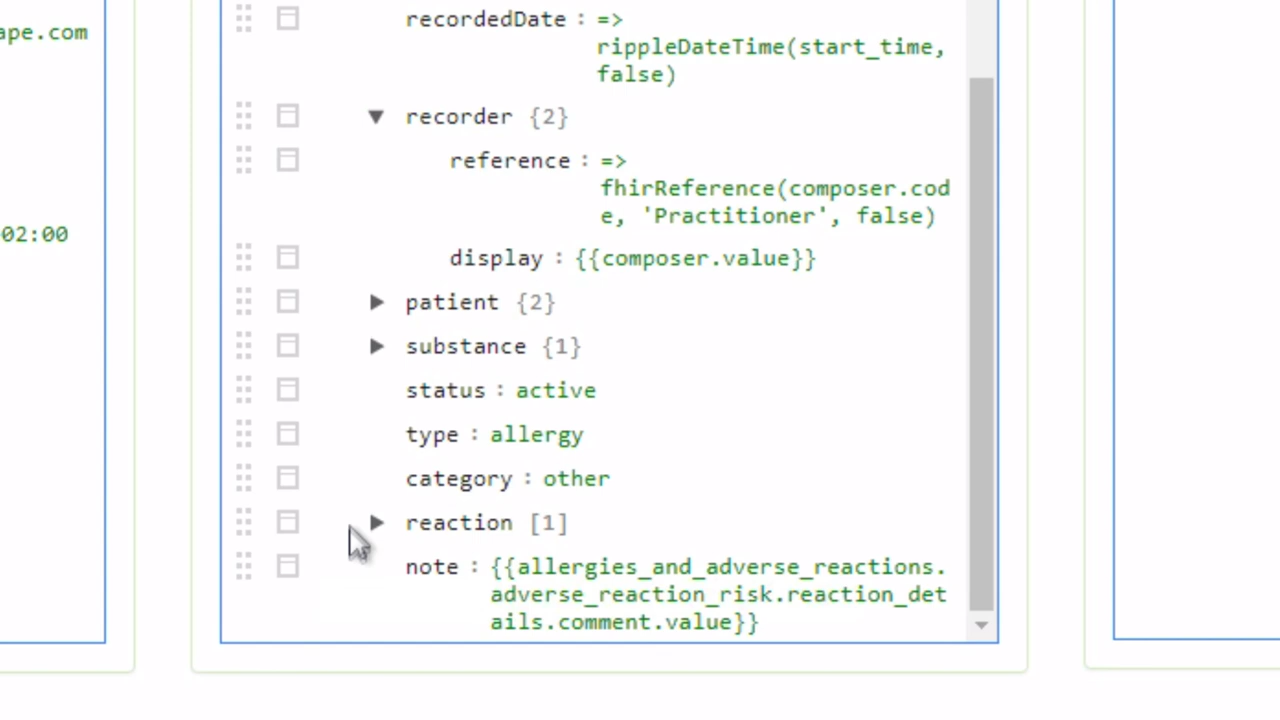 recordedDate : =>
rippleDateTime(start_time,
false)
ape.com
recorder {2}
reference : =>
fhirReference(composer.cod
e, 'Practitioner', false)
02:00
display : {{composer.value}}
patient {2}
substance {1}
status : active
type : allergy
category : other
reaction [1]
note : {{allergies_and_adverse_reactions.
adverse_reaction_risk.reaction_det
ails.comment.value}}